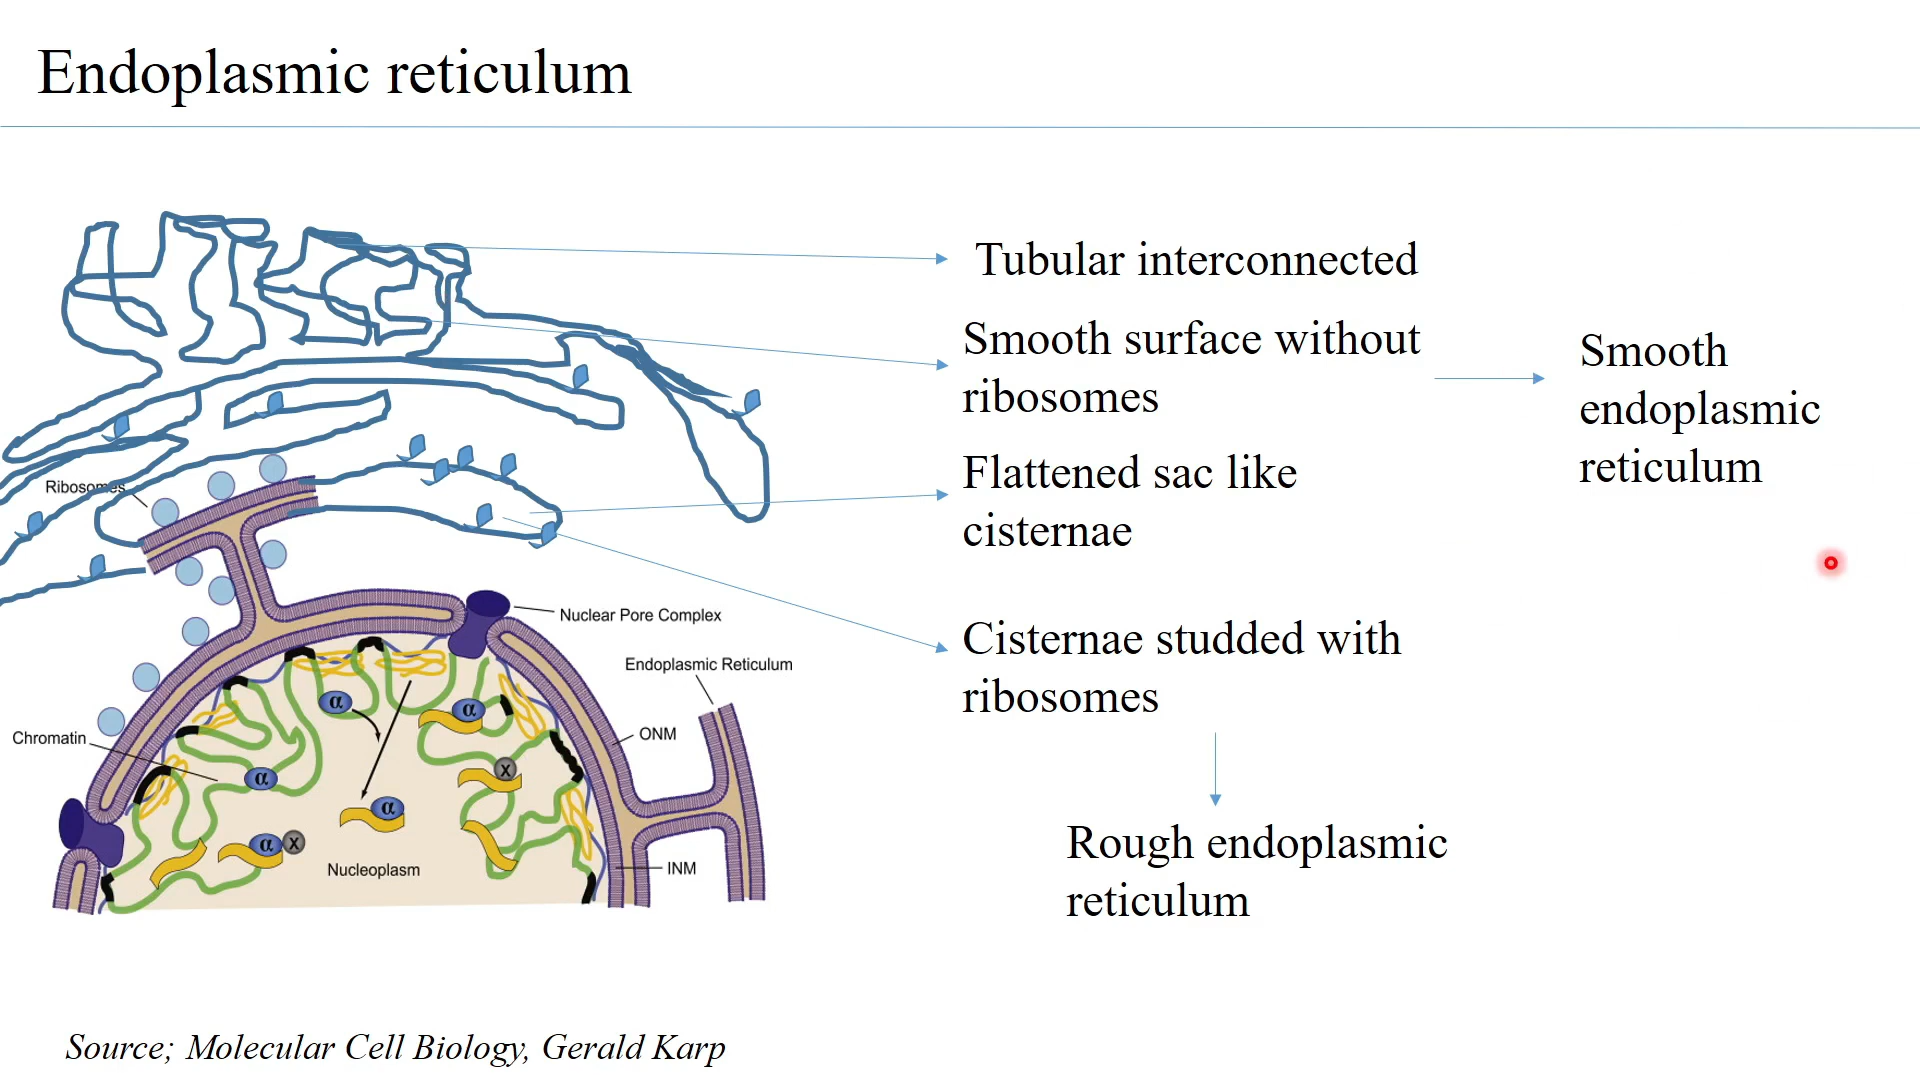 Endoplasmic reticulum
Tubular interconnected
Smooth surface without
ribosomes
Smooth
endoplasmic
reticulum
Flattened sac like
cisternae
Cisternae studded with
ribosomes
Rough endoplasmic
reticulum
Ribosomes
Nuclear Pore Complex
Endoplasmic Reticulum
ONM
Chromatin
α
α
α
X
α
α
X
Nucleoplasm
INM
Source; Molecular Cell Biology, Gerald Karp